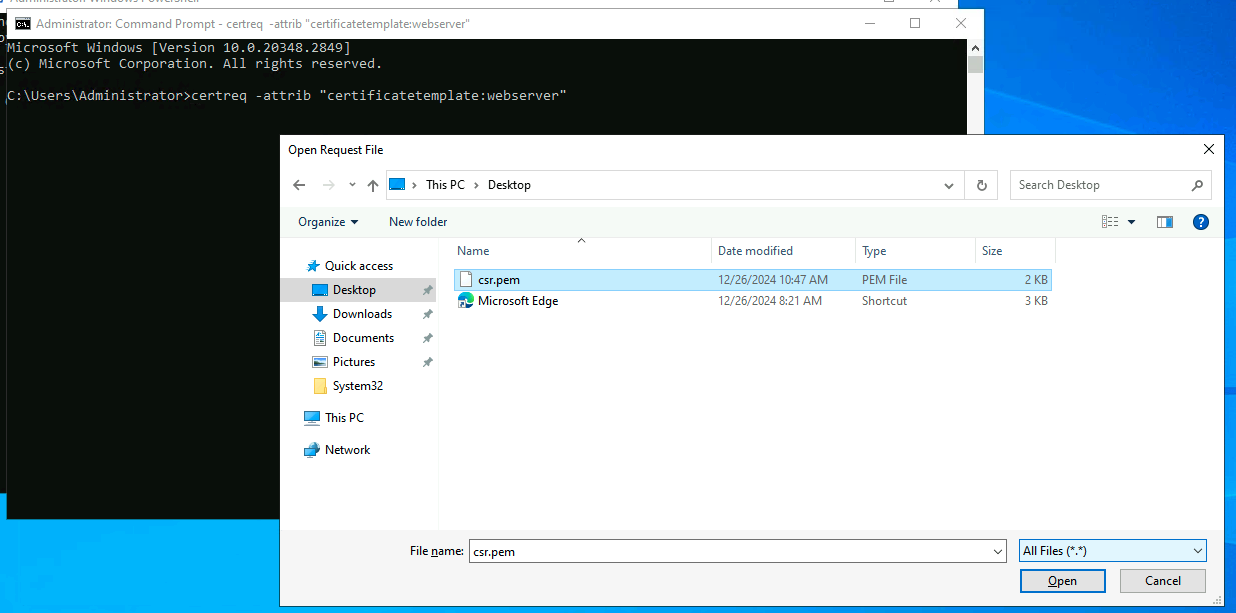 Administrator: Windows PowerShell
Administrator: Command Prompt - certreq -attrib "certificatetemplate:webserver"
Microsoft Windows [Version 10.0.20348.2849]
(c) Microsoft Corporation. All rights reserved.
C:\Users\Administrator>certreq -attrib "certificatetemplate:webserver"
Open Request File
This PC > Desktop
Search Desktop
Organize
New folder
Name Date modified Type Size
Quick access
Desktop
Downloads
Documents
Pictures
System32
This PC
Network
csr.pem 12/26/2024 10:47 AM PEM File 2 KB
Microsoft Edge 12/26/2024 8:21 AM Shortcut 3 KB
File name: csr.pem
All Files (*.*)
Open
Cancel